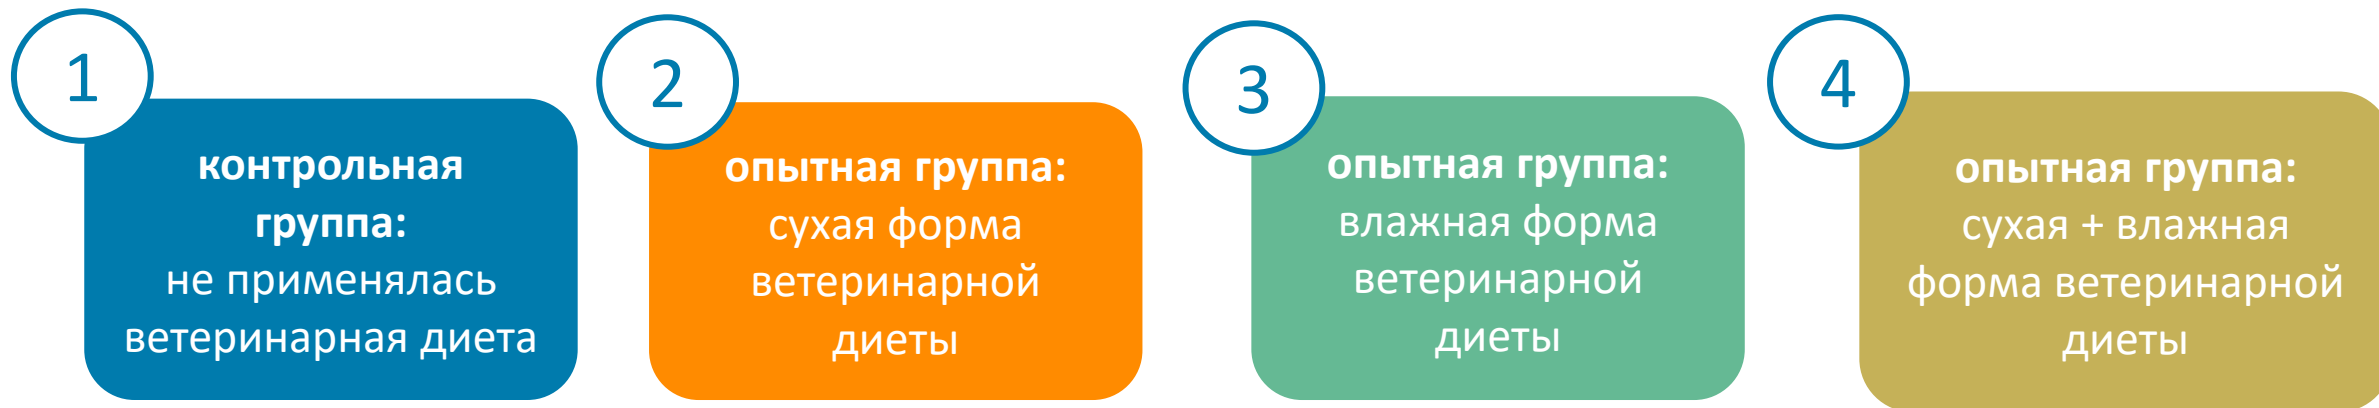 1
контрольная
группа:
не применялась
ветеринарная диета
2
опытная группа:
сухая форма
ветеринарной
диеты
3
опытная группа:
влажная форма
ветеринарной
диеты
4
опытная группа:
сухая + влажная
форма ветеринарной
диеты